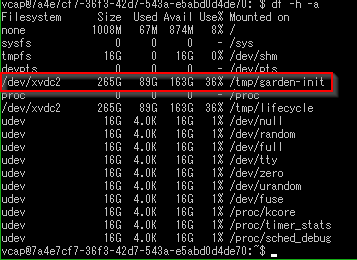 vcap@7a4e7cf7-36f3-42d7-543a-e5abd0d4de70: $ df -h -a
Filesystem Size Used Avail Use% Mounted on
none 1008M 67M 874M 8% /
sysfs 0 0 0 - /sys
tmpfs 16G 0 16G 0% /dev/shm
devpts 0 0 0 - /dev/pts
/dev/xvdc2 265G 89G 163G 36% /tmp/garden-init
proc 0 0 0 - /proc
/dev/xvdc2 265G 89G 163G 36% /tmp/lifecycle
udev 16G 4.0K 16G 1% /dev/null
udev 16G 4.0K 16G 1% /dev/random
udev 16G 4.0K 16G 1% /dev/full
udev 16G 4.0K 16G 1% /dev/tty
udev 16G 4.0K 16G 1% /dev/zero
udev 16G 4.0K 16G 1% /dev/urandom
udev 16G 4.0K 16G 1% /dev/fuse
udev 16G 4.0K 16G 1% /proc/kcore
udev 16G 4.0K 16G 1% /proc/timer_stats
udev 16G 4.0K 16G 1% /proc/sched_debug
vcap@7a4e7cf7-36f3-42d7-543a-e5abd0d4de70:~$